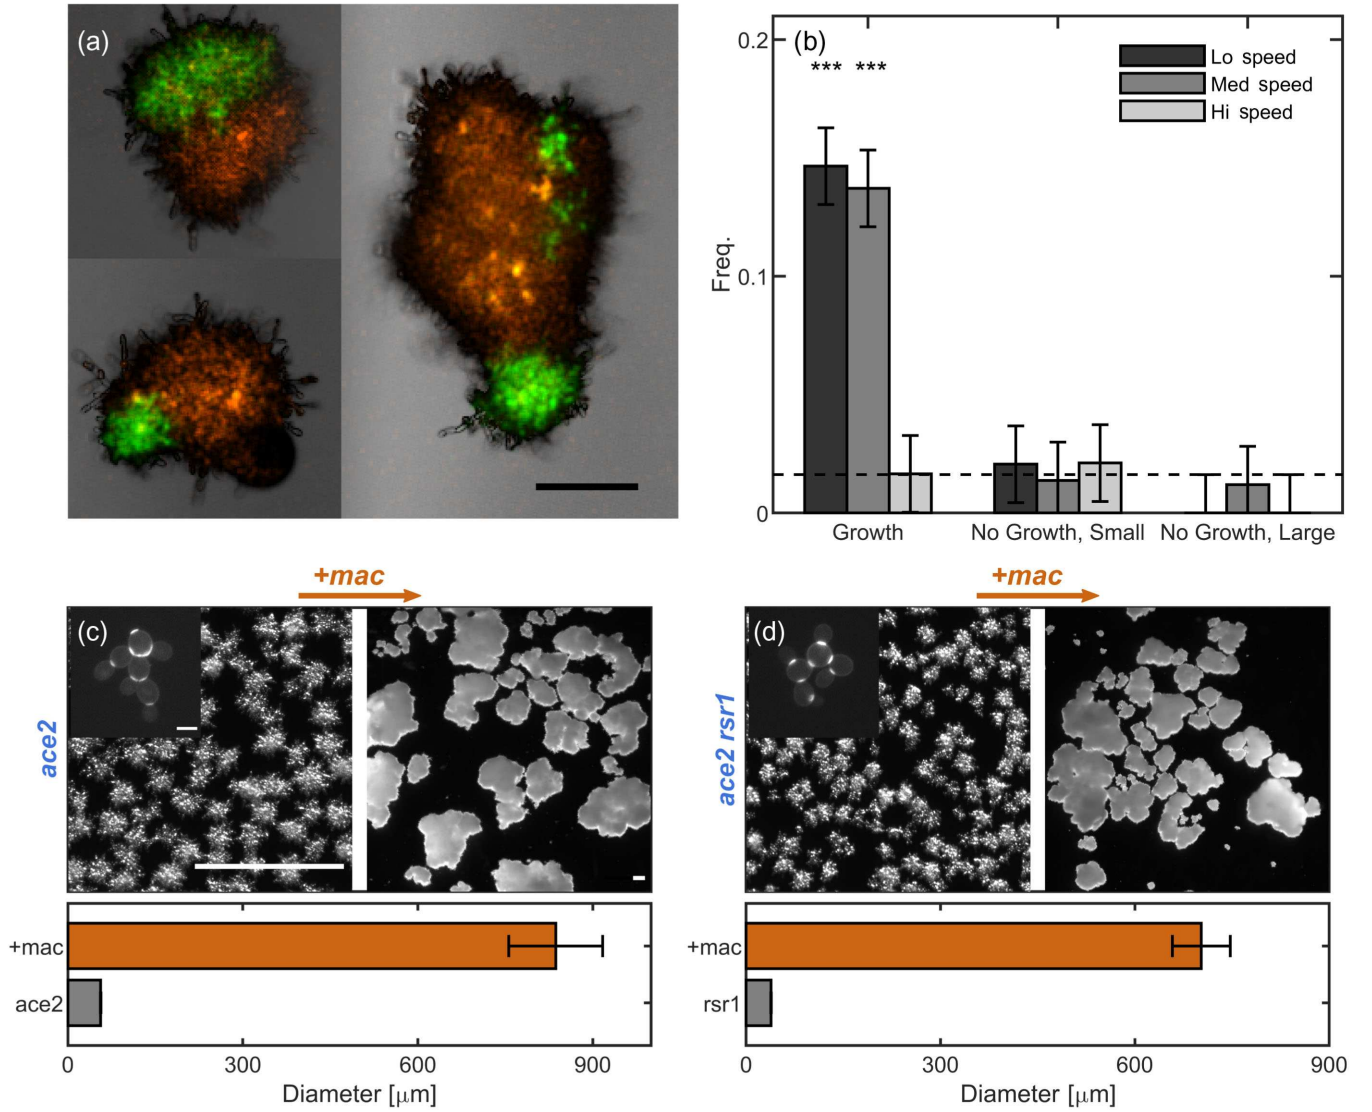 (a)
(b)
0.2
0.1
0
Freq.
*** ***
Lo speed
Med speed
Hi speed
Growth
No Growth, Small
No Growth, Large
+mac
(c)
ace2
+mac
ace2
0
300
600
900
Diameter [μm]
+mac
(d)
ace2 rsr1
+mac
rsr1
0
300
600
900
Diameter [μm]